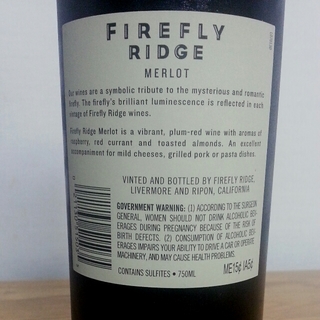 FIREFLY
RIDGE
MERLOT
Our wines are a symbolic tribute to the mysterious and romantic
firefly. The firefly's brilliant luminescence is reflected in each
vintage of Firefly Ridge wines.
Firefly Ridge Merlot is a vibrant, plum-red wine with aromas of
raspberry, red currant and toasted almonds. An excellent
accompaniment for mild cheeses, grilled pork or pasta dishes.
VINTED AND BOTTLED BY FIREFLY RIDGE,
LIVERMORE AND RIPON, CALIFORNIA
GOVERNMENT WARNING: (1) ACCORDING TO THE SURGEON
GENERAL, WOMEN SHOULD NOT DRINK ALCOHOLIC BEV-
ERAGES DURING PREGNANCY BECAUSE OF THE RISK OF
BIRTH DEFECTS. (2) CONSUMPTION OF ALCOHOLIC BEV-
ERAGES IMPAIRS YOUR ABILITY TO DRIVE A CAR OR OPERATE
MACHINERY, AND MAY CAUSE HEALTH PROBLEMS.
CONTAINS SULFITES • 750ML
ME15¢ IA5¢